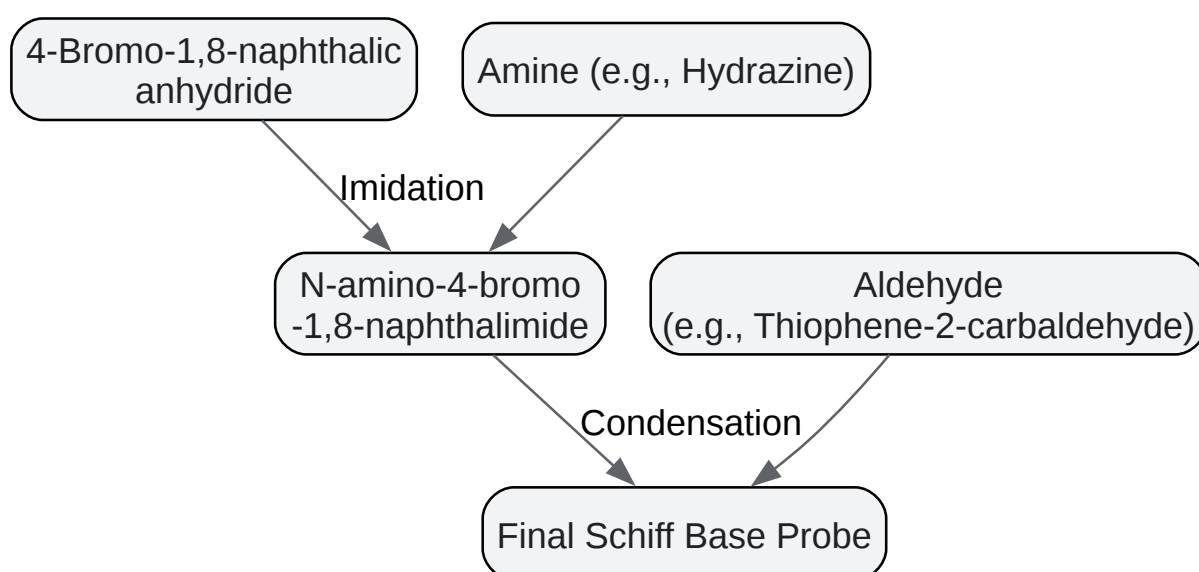 4-Bromo-1,8-naphthalic
anhydride
Amine (e.g., Hydrazine)
Imidation
N-amino-4-bromo
-1,8-naphthalimide
Aldehyde
(e.g., Thiophene-2-carbaldehyde)
Condensation
Final Schiff Base Probe